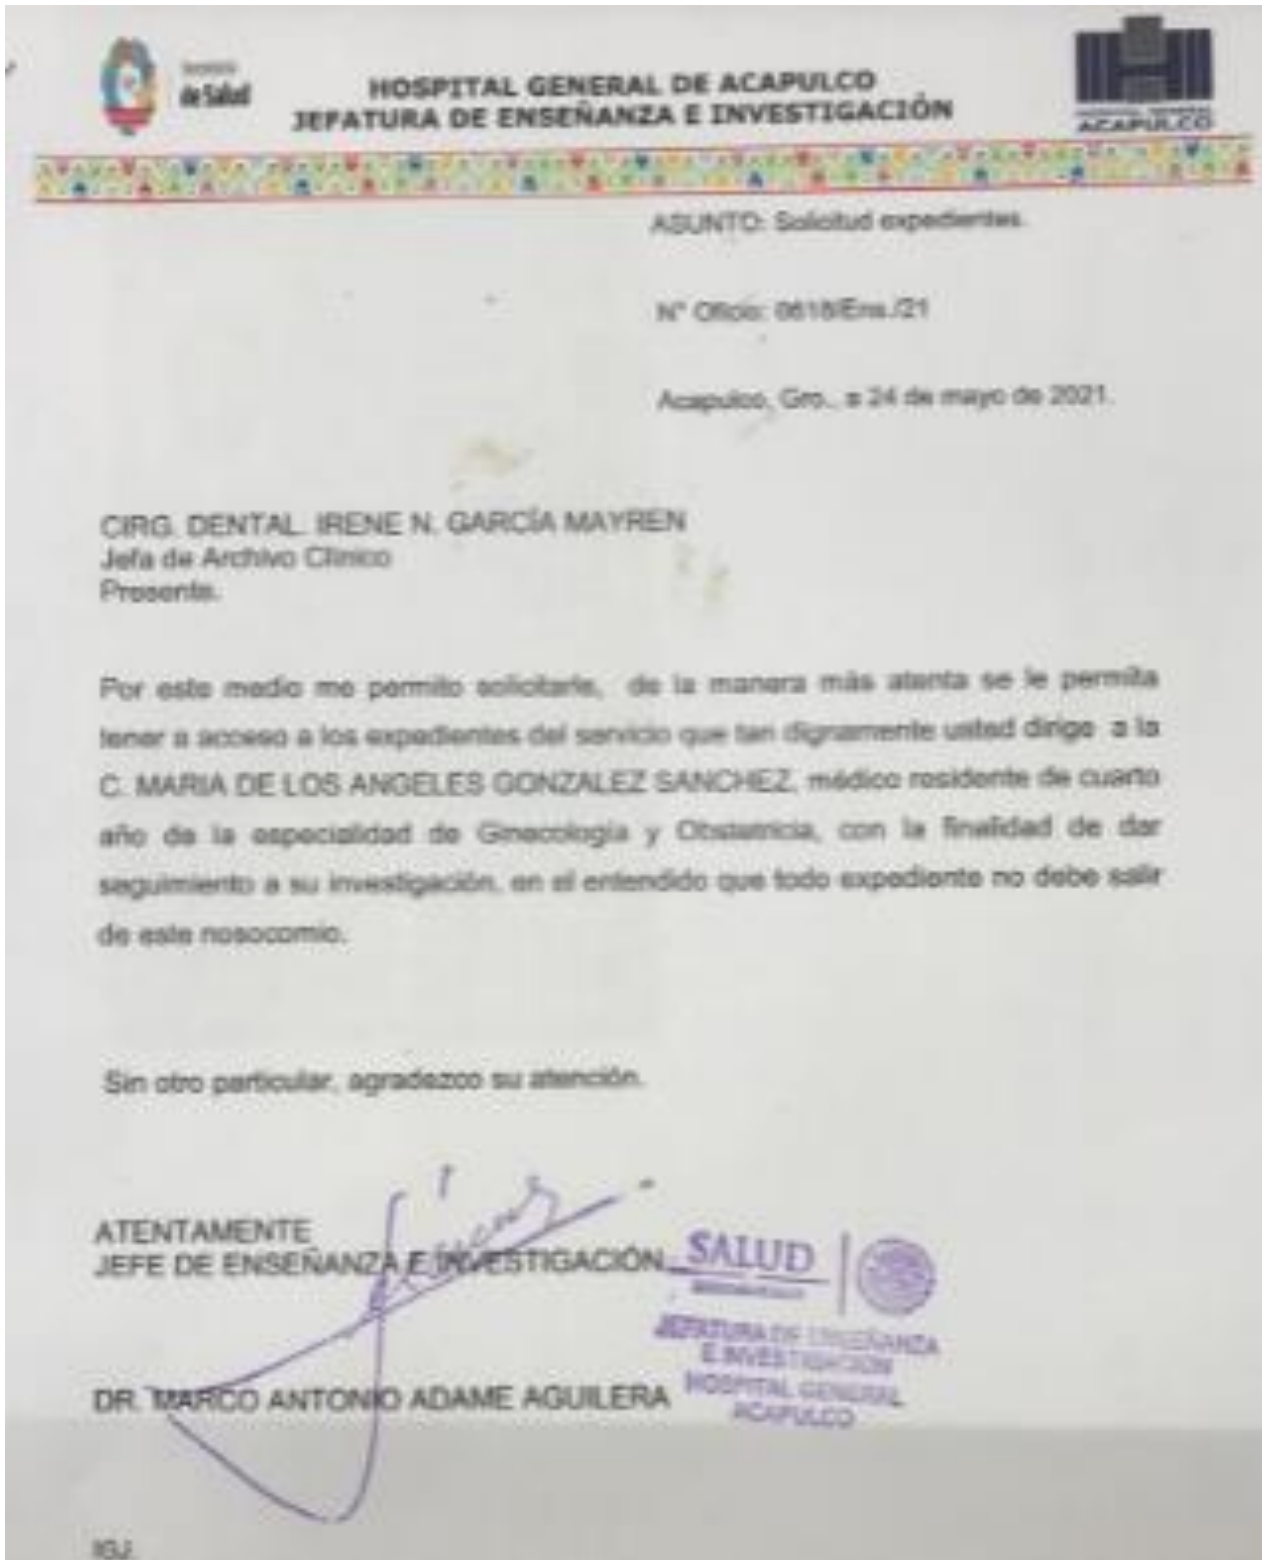 Secretaría
de Salud
HOSPITAL GENERAL DE ACAPULCO
JEFATURA DE ENSEÑANZA E INVESTIGACIÓN
ACAPULCO
ASUNTO: Solicitud expedientes.
N° Oficio: 0618/Ens./21
Acapulco, Gro., a 24 de mayo de 2021.
CIRG. DENTAL. IRENE N. GARCÍA MAYREN
Jefa de Archivo Clínico
Presente.
Por este medio me permito solicitarle, de la manera más atenta se le permita
tener a acceso a los expedientes del servicio que tan dignamente usted dirige a la
C. MARIA DE LOS ANGELES GONZALEZ SANCHEZ, médico residente de cuarto
año de la especialidad de Ginecología y Obstetricia, con la finalidad de dar
seguimiento a su investigación, en el entendido que todo expediente no debe salir
de este nosocomio.
Sin otro particular, agradezco su atención.
ATENTAMENTE
JEFE DE ENSEÑANZA E INVESTIGACIÓN
DR. MARCO ANTONIO ADAME AGUILERA
SALUD
JEFATURA DE ENSEÑANZA
E INVESTIGACION
HOSPITAL GENERAL
ACAPULCO
IGJ.